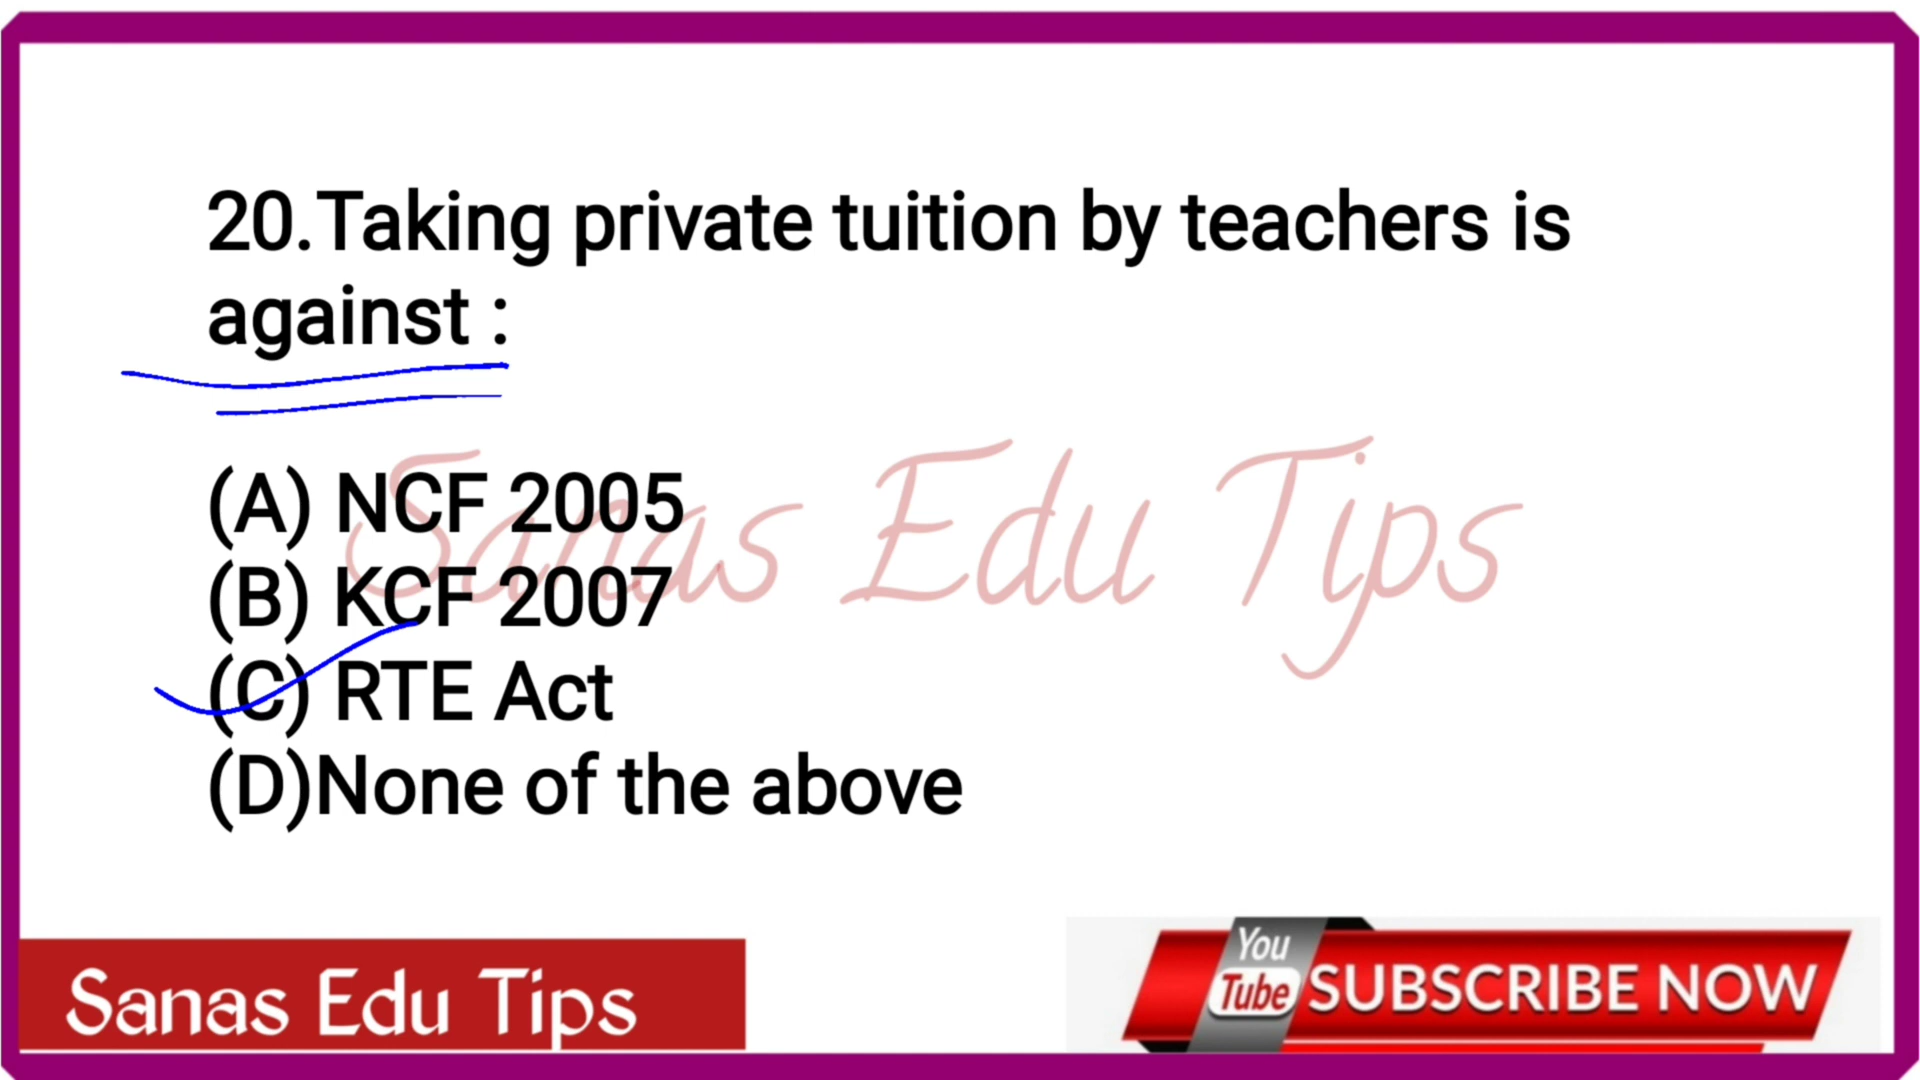 20.Taking private tuition by teachers is
against :
(A) NCF 2005
(B) KCF 2007
(C) RTE Act
(D)None of the above
Sanas Edu Tips
Sanas Edu Tips
You
Tube SUBSCRIBE NOW